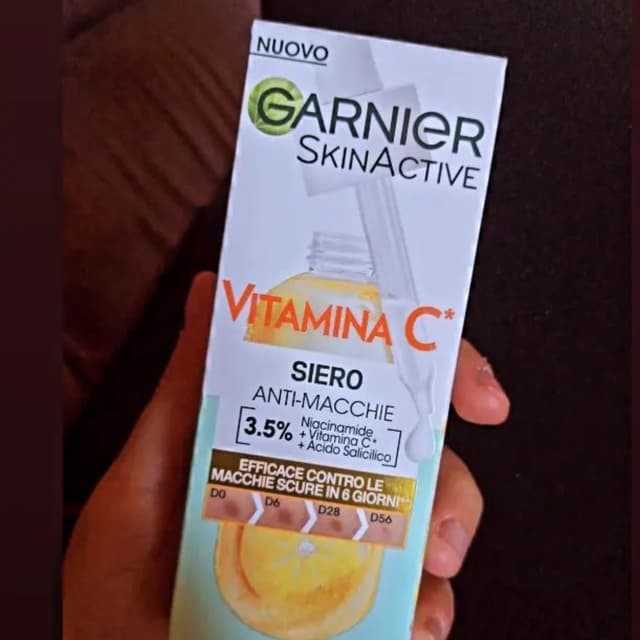 NUOVO
GARNIER
SKINACTIVE
VITAMINA C*
SIERO
ANTI-MACCHIE
3.5% Niacinamide
+ Vitamina C*
+ Acido Salicilico
EFFICACE CONTRO LE
MACCHIE SCURE IN 6 GIORNI**
D0 D6 D28 D56